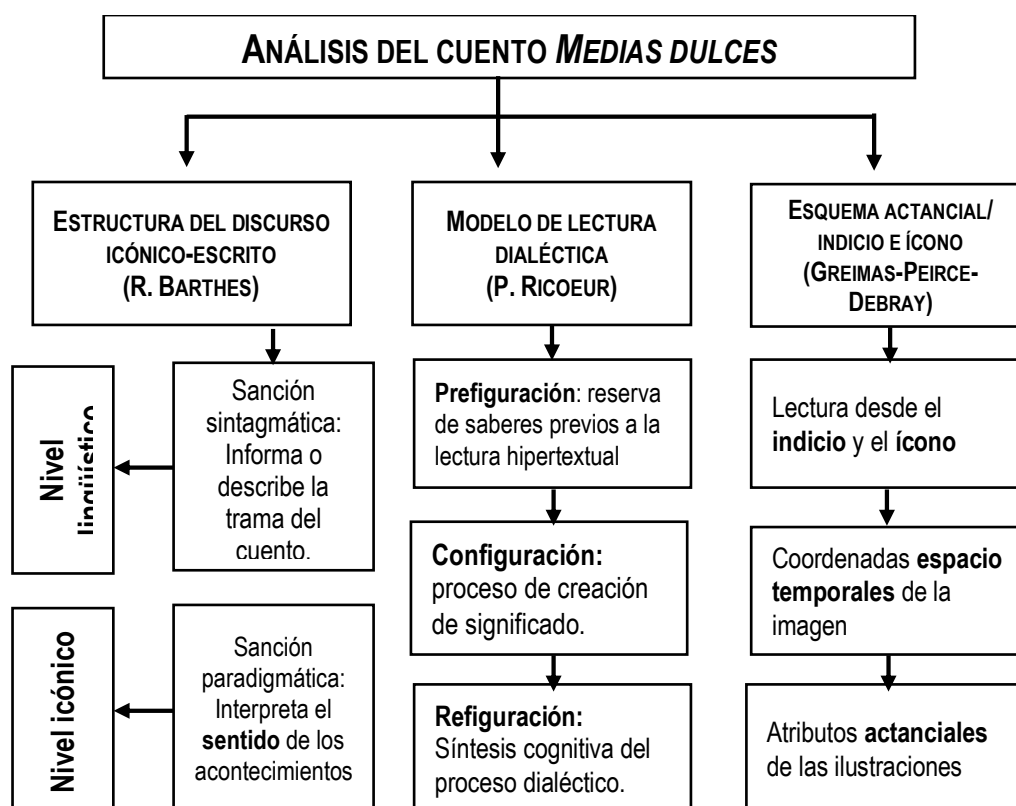 ANÁLISIS DEL CUENTO MEDIAS DULCES
ESTRUCTURA DEL DISCURSO
ICÓNICO-ESCRITO
(R. BARTHES)
Nivel
lingüístico
Sanción
sintagmática:
Informa o
describe la
trama del
cuento.
Nivel icónico
Sanción
paradigmática:
Interpreta el
sentido de los
acontecimientos
MODELO DE LECTURA
DIALÉCTICA
(P. RICOEUR)
Prefiguración: reserva
de saberes previos a la
lectura hipertextual
Configuración:
proceso de creación
de significado.
Refiguración:
Síntesis cognitiva del
proceso dialéctico.
ESQUEMA ACTANCIAL/
INDICIO E ÍCONO
(GREIMAS-PEIRCE-
DEBRAY)
Lectura desde el
indicio y el ícono
Coordenadas espacio
temporales de la
imagen
Atributos actanciales
de las ilustraciones